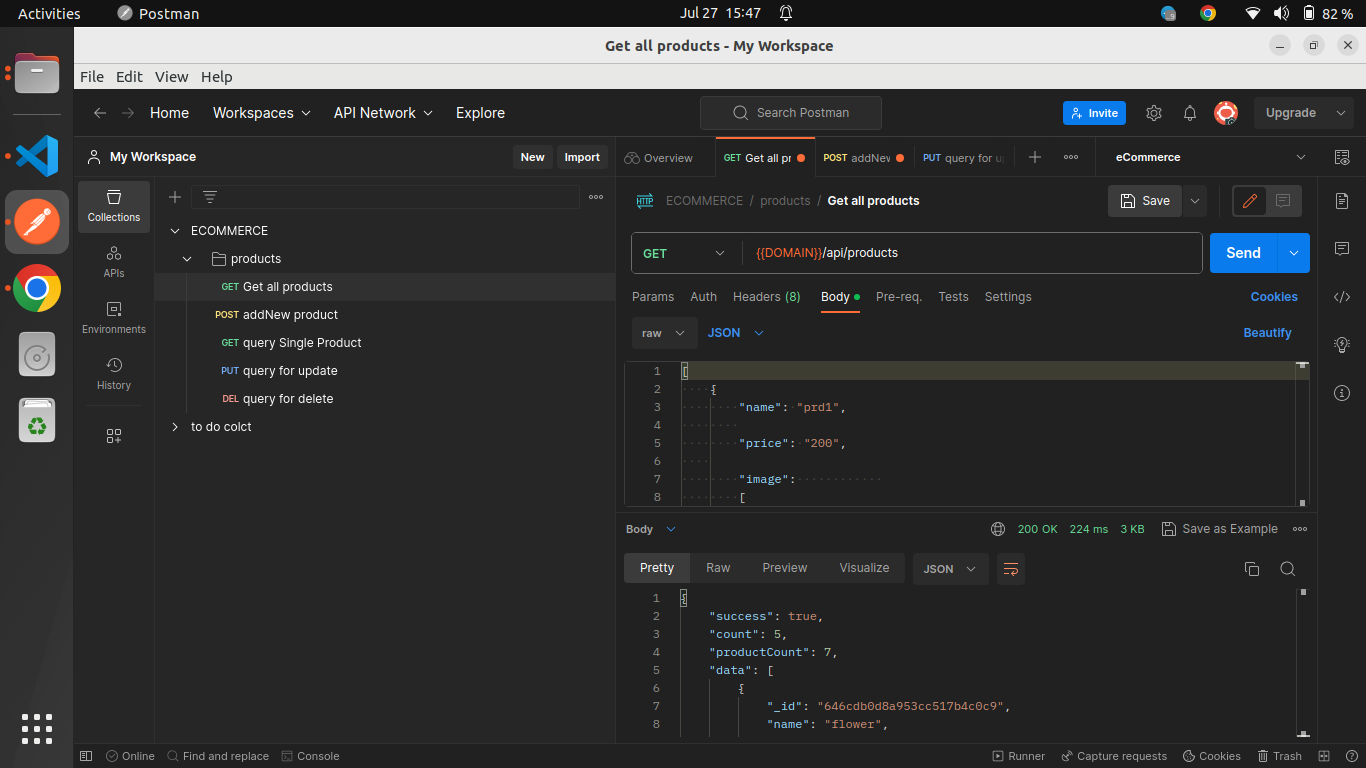 Activities Postman Jul 27 15:47 82 %
Get all products - My Workspace
File Edit View Help
Home Workspaces API Network Explore Search Postman Invite Upgrade
My Workspace New Import
Overview GET Get all pr POST addNew PUT query for u eCommerce
Collections
APIs
Environments
History
ECOMMERCE
products
GET Get all products
POST addNew product
GET query Single Product
PUT query for update
DEL query for delete
to do colct
HTTP ECOMMERCE / products / Get all products Save
GET {{DOMAIN}}/api/products Send
Params Auth Headers (8) Body Pre-req. Tests Settings Cookies
raw JSON Beautify
1 [
2 {
3 "name": "prd1",
4
5 "price": "200",
6
7 "image":
8 [
Body 200 OK 224 ms 3 KB Save as Example
Pretty Raw Preview Visualize JSON
1 {
2 "success": true,
3 "count": 5,
4 "productCount": 7,
5 "data": [
6 {
7 "_id": "646cdb0d8a953cc517b4c0c9",
8 "name": "flower",
Online Find and replace Console Runner Capture requests Cookies Trash